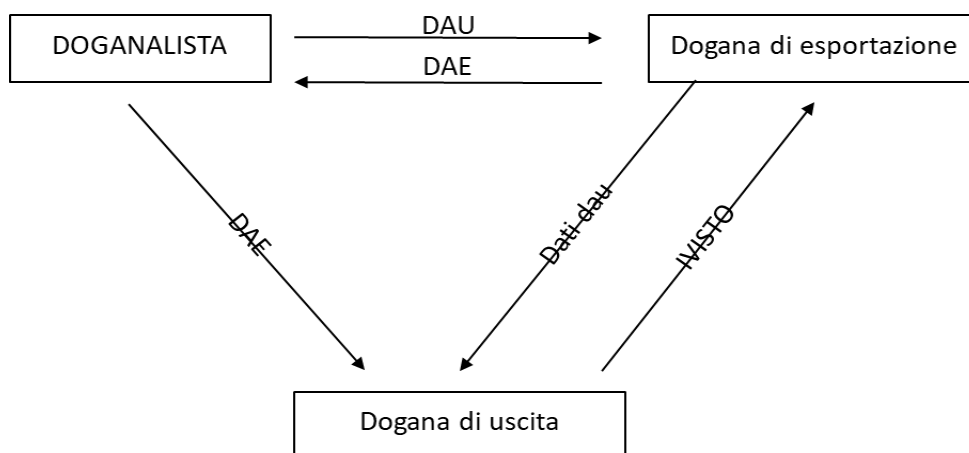 DOGANALISTA
DAU
Dogana di esportazione
DAE
DAE
Dati dau
IVISTO
Dogana di uscita